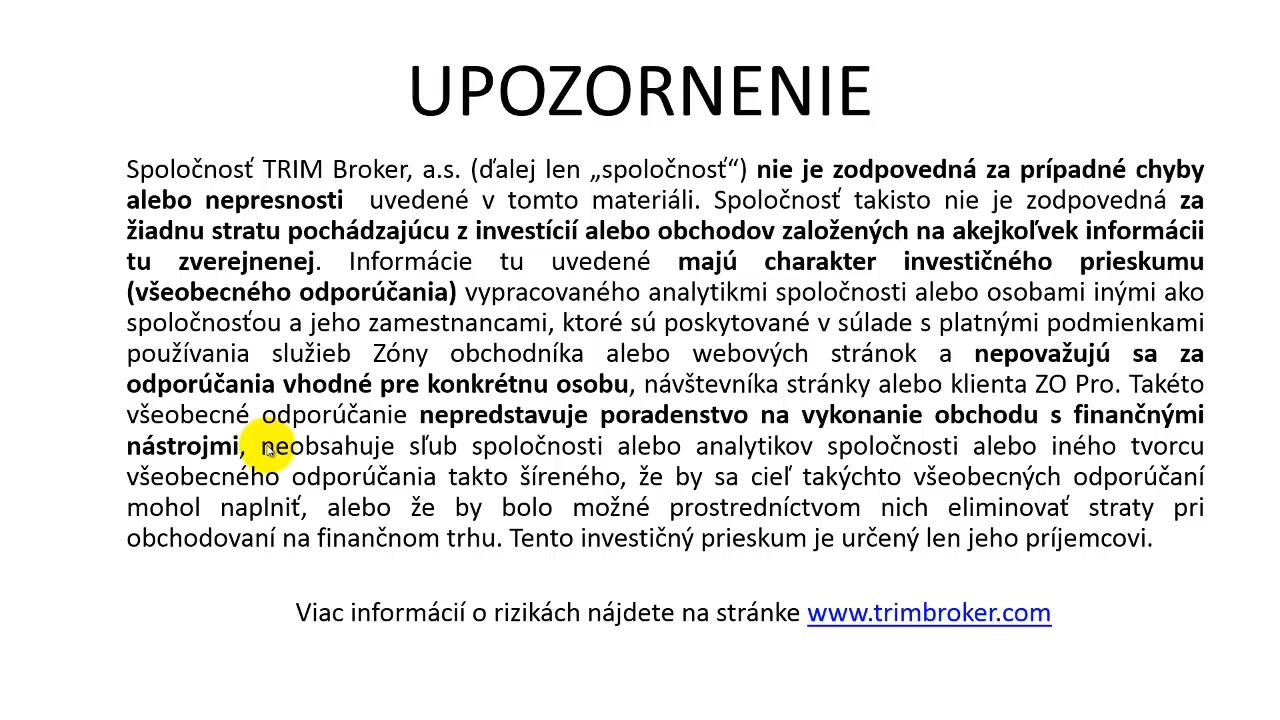 UPOZORNENIE
Spoločnosť TRIM Broker, a.s. (ďalej len „spoločnosť“) nie je zodpovedná za prípadné chyby
alebo nepresnosti uvedené v tomto materiáli. Spoločnosť takisto nie je zodpovedná za
žiadnu stratu pochádzajúcu z investícií alebo obchodov založených na akejkoľvek informácii
tu zverejnenej. Informácie tu uvedené majú charakter investičného prieskumu
(všeobecného odporúčania) vypracovaného analytikmi spoločnosti alebo osobami inými ako
spoločnosťou a jeho zamestnancami, ktoré sú poskytované v súlade s platnými podmienkami
používania služieb Zóny obchodníka alebo webových stránok a nepovažujú sa za
odporúčania vhodné pre konkrétnu osobu, návštevníka stránky alebo klienta ZO Pro. Takéto
všeobecné odporúčanie nepredstavuje poradenstvo na vykonanie obchodu s finančnými
nástrojmi, neobsahuje sľub spoločnosti alebo analytikov spoločnosti alebo iného tvorcu
všeobecného odporúčania takto šíreného, že by sa cieľ takýchto všeobecných odporúčaní
mohol naplniť, alebo že by bolo možné prostredníctvom nich eliminovať straty pri
obchodovaní na finančnom trhu. Tento investičný prieskum je určený len jeho príjemcovi.
Viac informácií o rizikách nájdete na stránke www.trimbroker.com